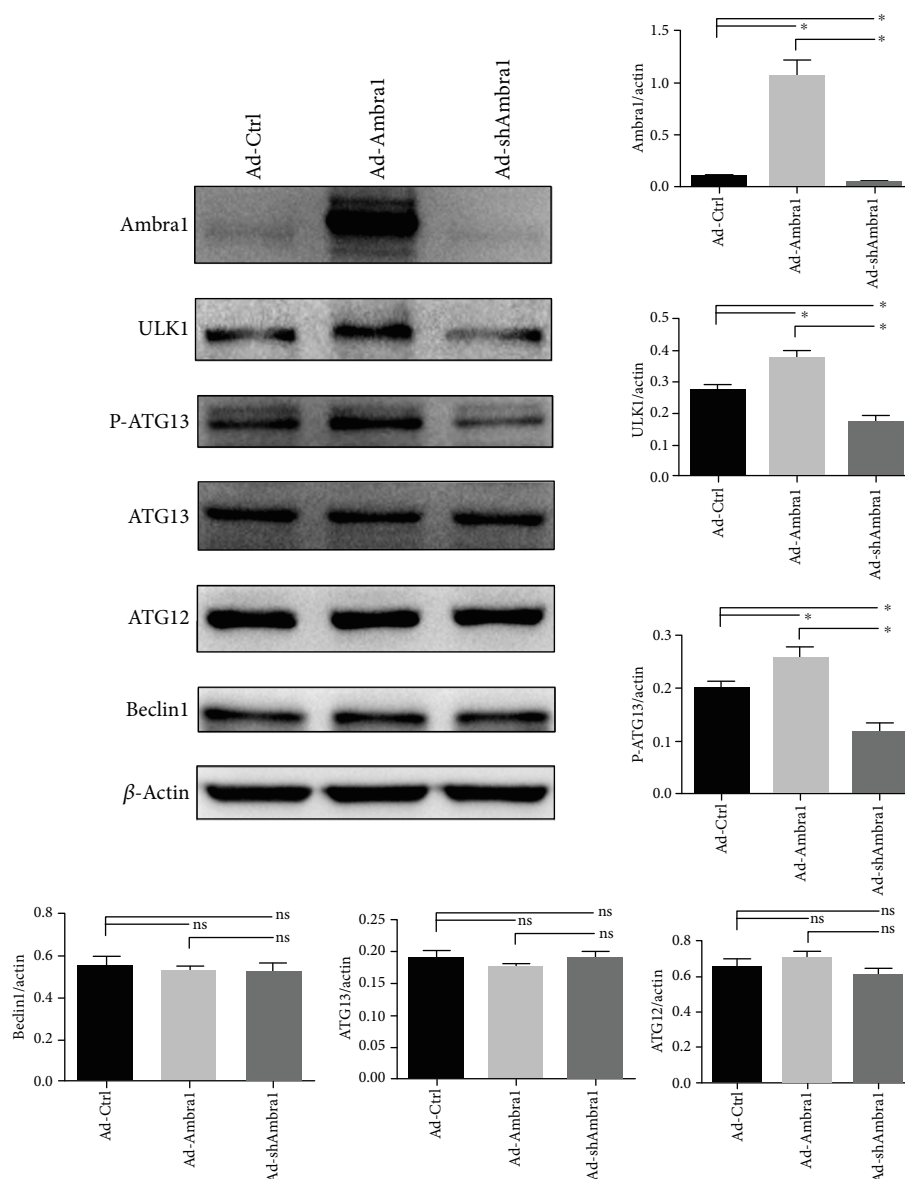 Ad-Ctrl
Ad-Ambra1
Ad-shAmbra1
Ambra1
ULK1
P-ATG13
ATG13
ATG12
Beclin1
β-Actin
*
*
*
1.5
1.0
0.5
0.0
Ambra1/actin
Ad-Ctrl
Ad-Ambra1
Ad-shAmbra1
*
*
*
0.5
0.4
0.3
0.2
0.1
0.0
ULK1/actin
Ad-Ctrl
Ad-Ambra1
Ad-shAmbra1
*
*
*
0.3
0.2
0.1
0.0
P-ATG13/actin
Ad-Ctrl
Ad-Ambra1
Ad-shAmbra1
ns
ns
ns
0.8
0.6
0.4
0.2
0.0
Beclin1/actin
Ad-Ctrl
Ad-Ambra1
Ad-shAmbra1
ns
ns
ns
0.25
0.20
0.15
0.10
0.05
0.00
ATG13/actin
Ad-Ctrl
Ad-Ambra1
Ad-shAmbra1
ns
ns
ns
0.8
0.6
0.4
0.2
0.0
ATG12/actin
Ad-Ctrl
Ad-Ambra1
Ad-shAmbra1